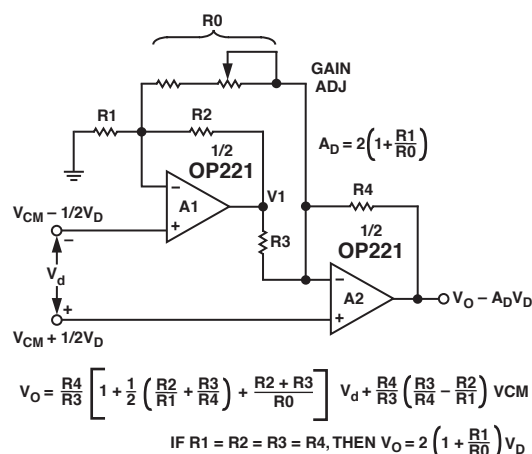 R0
GAIN
ADJ
R1
R2
A_D = 2(1+R1/R0)
1/2
OP221
R4
A1
V1
V_CM – 1/2V_D
–
+
–
+
R3
1/2
OP221
V_d
A2
–
+
V_O – A_DV_D
+
V_CM + 1/2V_D
V_O = R4/R3 [1 + 1/2 (R2/R1 + R3/R4) + R2 + R3/R0] V_d + R4/R3 (R3/R4 – R2/R1) VCM
IF R1 = R2 = R3 = R4, THEN V_O = 2 (1 + R1/R0) V_D